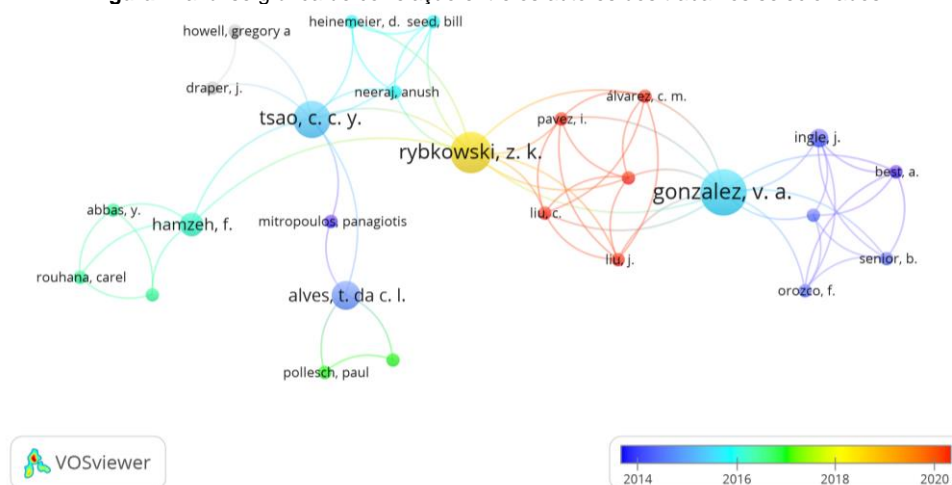 howell, gregory a
heinemeier, d.
seed, bill
draper, j.
neeraj, anush
tsao, c. c. y.
álvarez, c. m.
pavez, i.
rybkowski, z. k.
ingle, j.
best, a.
gonzalez, v. a.
abbas, y.
hamzeh, f.
mitropoulos, panagiotis
liu, c.
liu, j.
senior, b.
rouhana, carel
alves, t. da c. l.
orozco, f.
pollesch, paul
VOSviewer
2014 2016 2018 2020